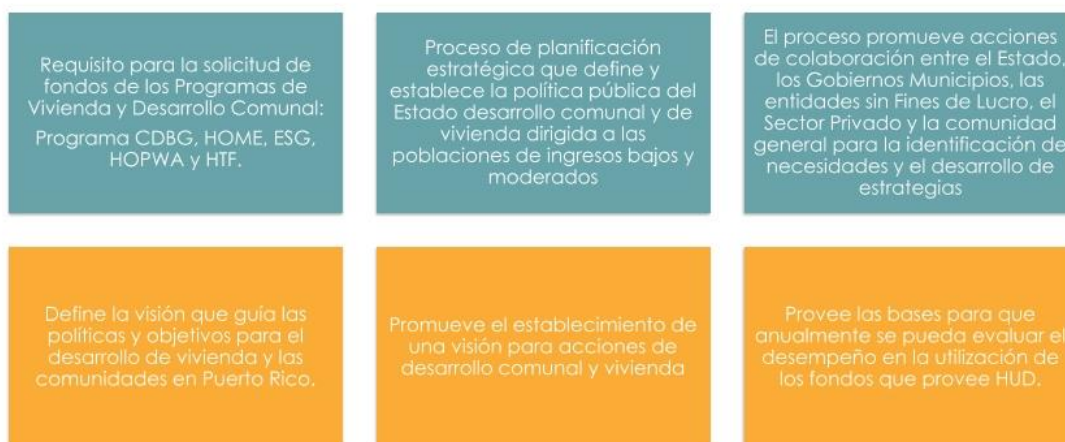 Requisito para la solicitud de
fondos de los Programas de
Vivienda y Desarrollo Comunal:
Programa CDBG, HOME, ESG,
HOPWA y HTF.
Proceso de planificación
estratégica que define y
establece la política pública del
Estado desarrollo comunal y de
vivienda dirigida a las
poblaciones de ingresos bajos y
moderados
El proceso promueve acciones
de colaboración entre el Estado,
los Gobiernos Municipios, las
entidades sin Fines de Lucro, el
Sector Privado y la comunidad
general para la identificación de
necesidades y el desarrollo de
estrategias
Define la visión que guía las
políticas y objetivos para el
desarrollo de vivienda y las
comunidades en Puerto Rico.
Promueve el establecimiento de
una visión para acciones de
desarrollo comunal y vivienda
Provee las bases para que
anualmente se pueda evaluar el
desempeño en la utilización de
los fondos que provee HUD.